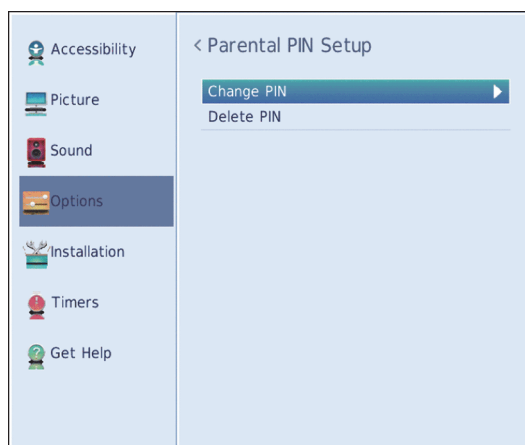 Accessibility
Picture
Sound
Options
Installation
Timers
Get Help
< Parental PIN Setup
Change PIN
Delete PIN